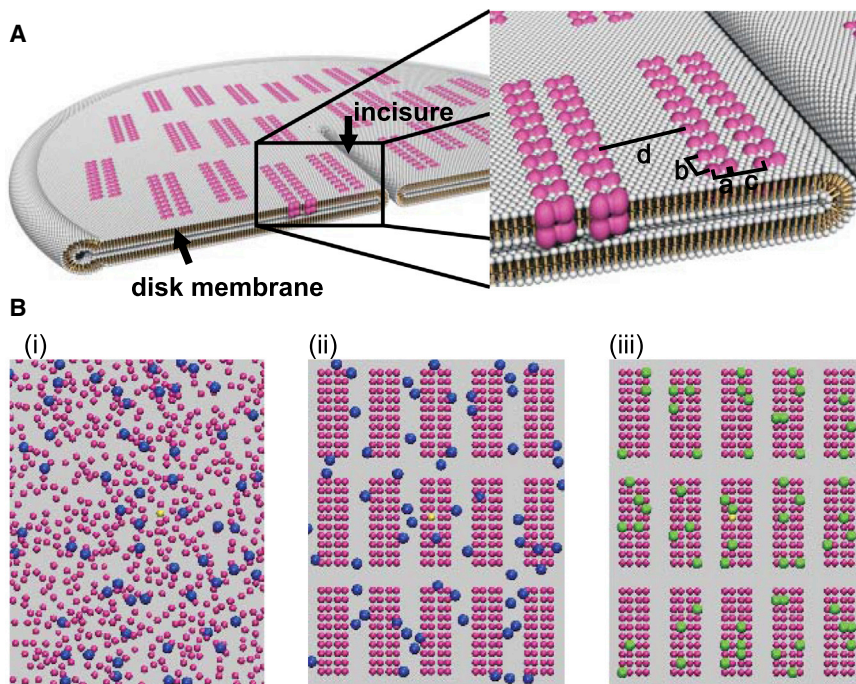 A
incisure
d
b
a
c
disk membrane
B
(i)
(ii)
(iii)